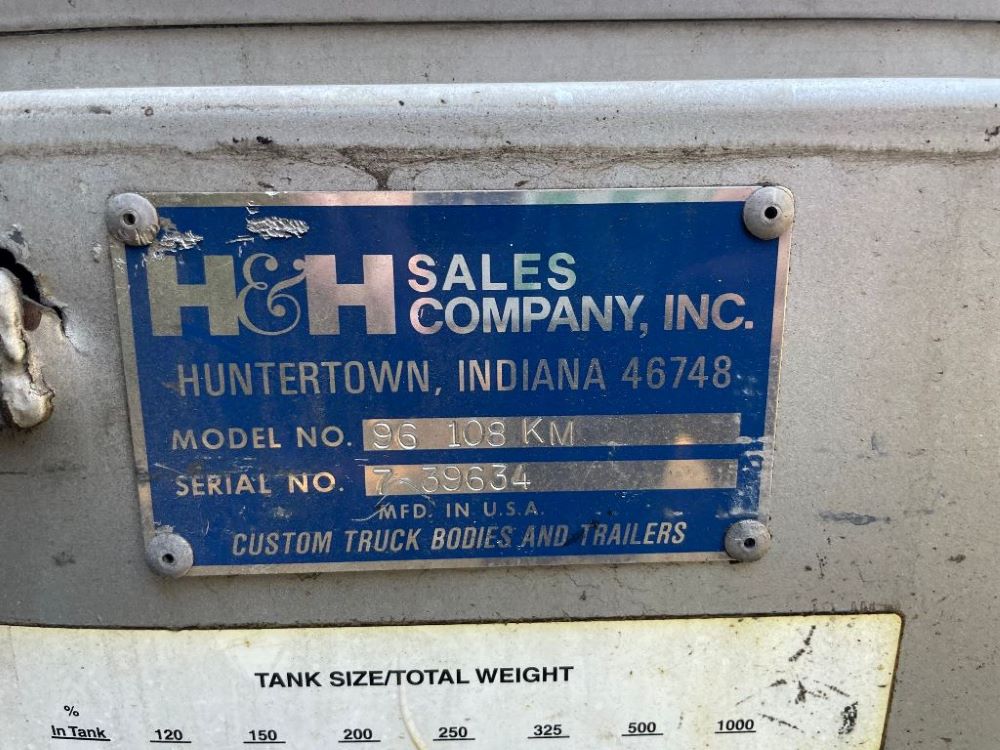 H&H SALES
COMPANY, INC.
HUNTERTOWN, INDIANA 46748
MODEL NO. 96 108 KM
SERIAL NO. 7-39634
MFD. IN U.S.A.
CUSTOM TRUCK BODIES AND TRAILERS
TANK SIZE/TOTAL WEIGHT
%
In Tank 120 150 200 250 325 500 1000